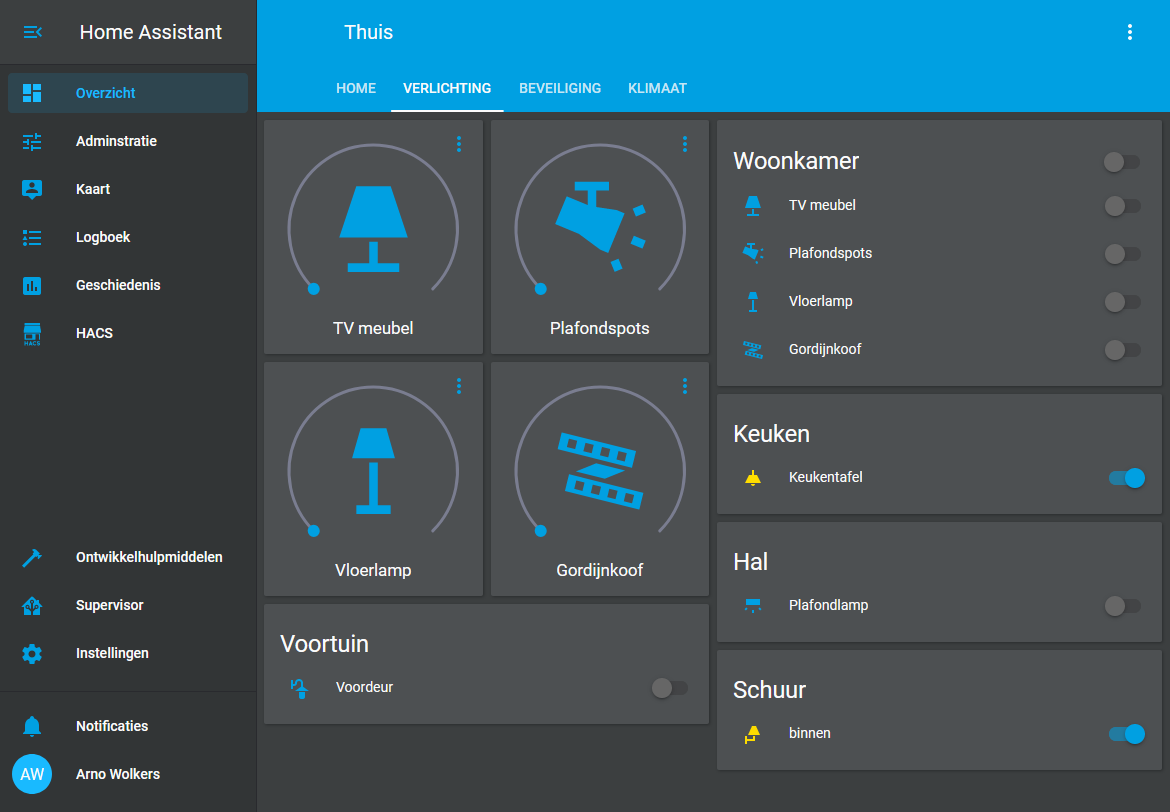 Home Assistant
Overzicht
Adminstratie
Kaart
Logboek
Geschiedenis
HACS
HACS
Ontwikkelhulpmiddelen
Supervisor
Instellingen
Notificaties
AW
Arno Wolkers
Thuis
HOME
VERLICHTING
BEVEILIGING
KLIMAAT
TV meubel
Plafondspots
Vloerlamp
Gordijnkoof
Voortuin
Voordeur
Woonkamer
TV meubel
Plafondspots
Vloerlamp
Gordijnkoof
Keuken
Keukentafel
Hal
Plafondlamp
Schuur
binnen